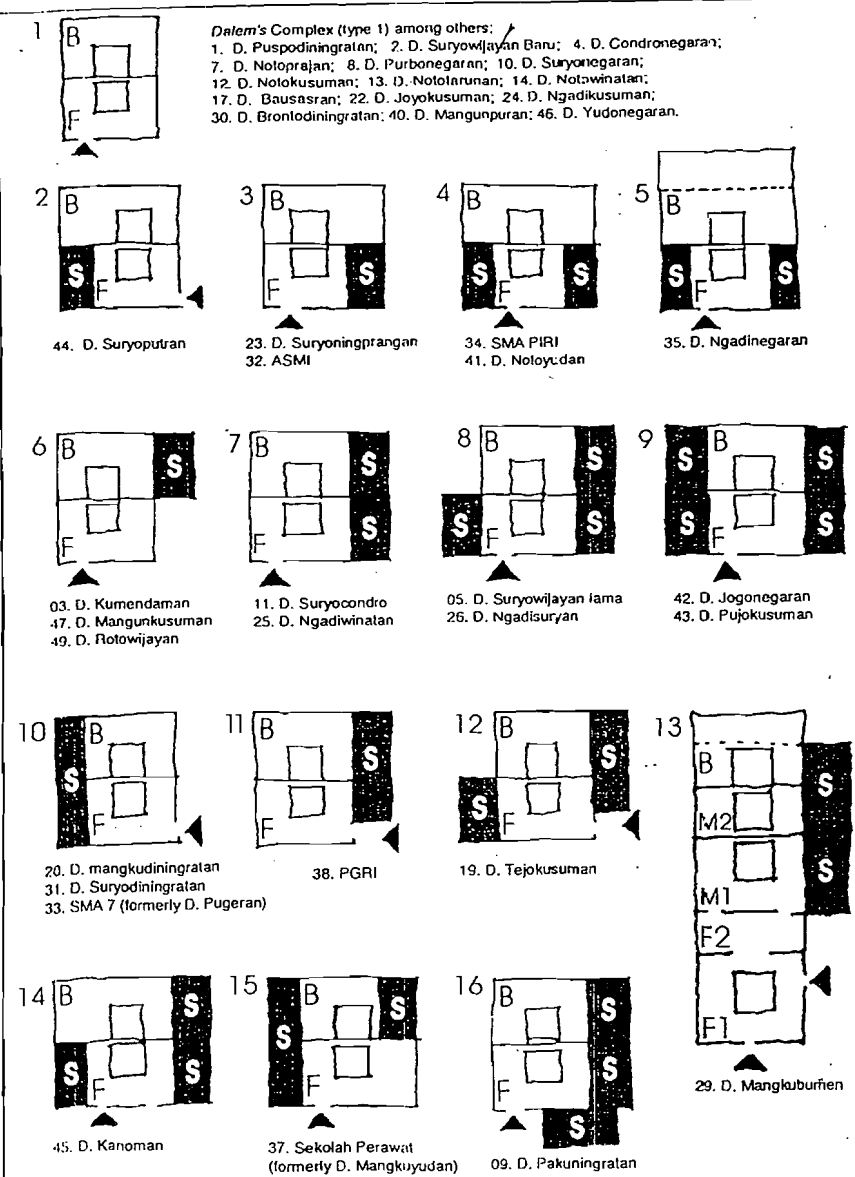 1 B F
Dalem's Complex (type 1) among others;
1. D. Puspodiningratan; 2. D. Suryowijayan Baru; 4. D. Condronegaran;
7. D. Notoprajan; 8. D. Purbonegaran; 10. D. Suryonegaran;
12. D. Notokusuman; 13. D. Nototarunan; 14. D. Notowinatan;
17. D. Bausasran; 22. D. Joyokusuman; 24. D. Ngadikusuman;
30. D. Brontodiningratan; 40. D. Mangunpuran; 46. D. Yudonegaran.
2 B S F
44. D. Suryoputran
3 B F S
23. D. Suryoningprangan
32. ASMI
4 B S F S
34. SMA PIRI
41. D. Notoyudan
5 B S F S
35. D. Ngadinegaran
6 B S F
03. D. Kumendaman
47. D. Mangunkusuman
49. D. Rotowijayan
7 B S F S
11. D. Suryocondro
25. D. Ngadiwinatan
8 B S S F S
05. D. Suryowijayan lama
26. D. Ngadisuryan
9 S B S S F S
42. D. Jogonegaran
43. D. Pujokusuman
10 B S F
20. D. mangkudiningratan
31. D. Suryodiningratan
33. SMA 7 (formerly D. Pugeran)
11 B S F
38. PGRI
12 B S S F
19. D. Tejokusuman
13 B S M2 S M1 F2 F1
29. D. Mangkubumen
14 B S S F S
45. D. Kanoman
15 B S S F
37. Sekolah Perawat
(formerly D. Mangkuyudan)
16 B S F S
09. D. Pakuningratan